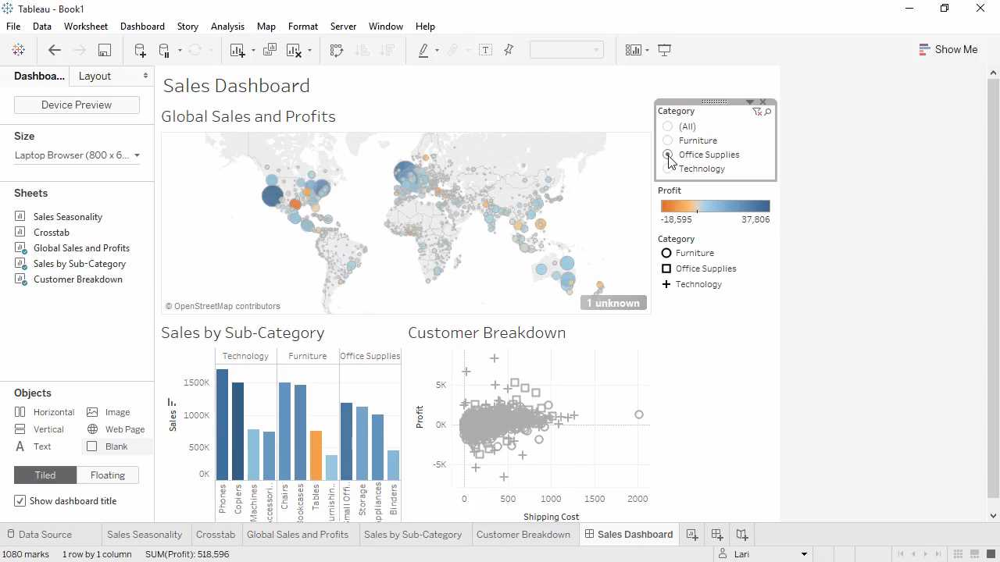 Tableau - Book1
File Data Worksheet Dashboard Story Analysis Map Format Server Window Help
Show Me
Dashboa... Layout
Device Preview
Size
Laptop Browser (800 x 6...
Sheets
Sales Seasonality
Crosstab
Global Sales and Profits
Sales by Sub-Category
Customer Breakdown
Objects
Horizontal Image
Vertical Web Page
A Text Blank
Tiled Floating
Show dashboard title
Sales Dashboard
Global Sales and Profits
© OpenStreetMap contributors
1 unknown
Category
(All)
Furniture
Office Supplies
Technology
Profit
-18,595 37,806
Category
Furniture
Office Supplies
Technology
Sales by Sub-Category
Technology Furniture Office Supplies
Sales
1500K
1000K
500K
0K
Phones
Copiers
Machines
Accessori..
Chairs
Bookcases
Tables
urnishin..
mall Offi..
Storage
Appliances
Binders
Customer Breakdown
Profit
5K
0K
-5K
0 500 1000 1500 2000
Shipping Cost
Data Source Sales Seasonality Crosstab Global Sales and Profits Sales by Sub-Category Customer Breakdown Sales Dashboard
1080 marks 1 row by 1 column SUM(Profit): 518,596 Lari